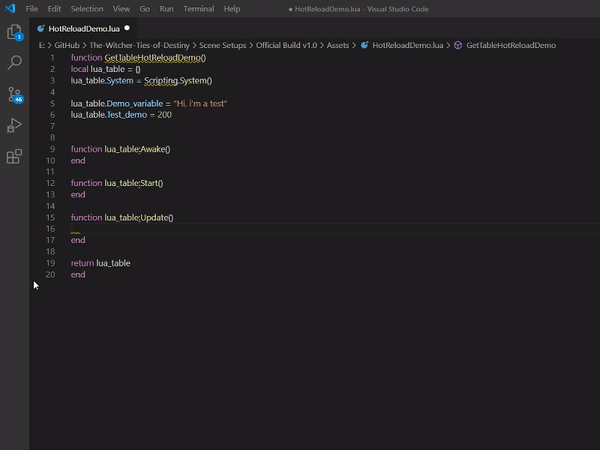 File Edit Selection View Go Run Terminal Help ● HotReloadDemo.lua - Visual Studio Code
HotReloadDemo.lua ●
E: > GitHub > The-Witcher-Ties-of-Destiny > Scene Setups > Official Build v1.0 > Assets > HotReloadDemo.lua > GetTableHotReloadDemo
1 function GetTableHotReloadDemo()
2 local lua_table = {}
3 lua_table.System = Scripting.System()
4
5 lua_table.Demo_variable = "Hi, i'm a test"
6 lua_table.Test_demo = 200
7
8
9 function lua_table:Awake()
10 end
11
12 function lua_table:Start()
13 end
14
15 function lua_table:Update()
16
17 end
18
19 return lua_table
20 end
1
46